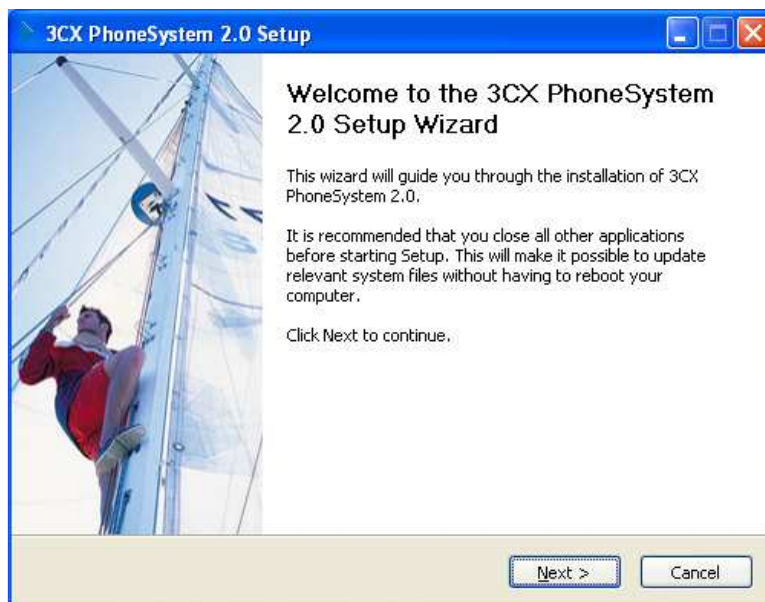 3CX PhoneSystem 2.0 Setup
Welcome to the 3CX PhoneSystem
2.0 Setup Wizard
This wizard will guide you through the installation of 3CX
PhoneSystem 2.0.
It is recommended that you close all other applications
before starting Setup. This will make it possible to update
relevant system files without having to reboot your
computer.
Click Next to continue.
Next >
Cancel